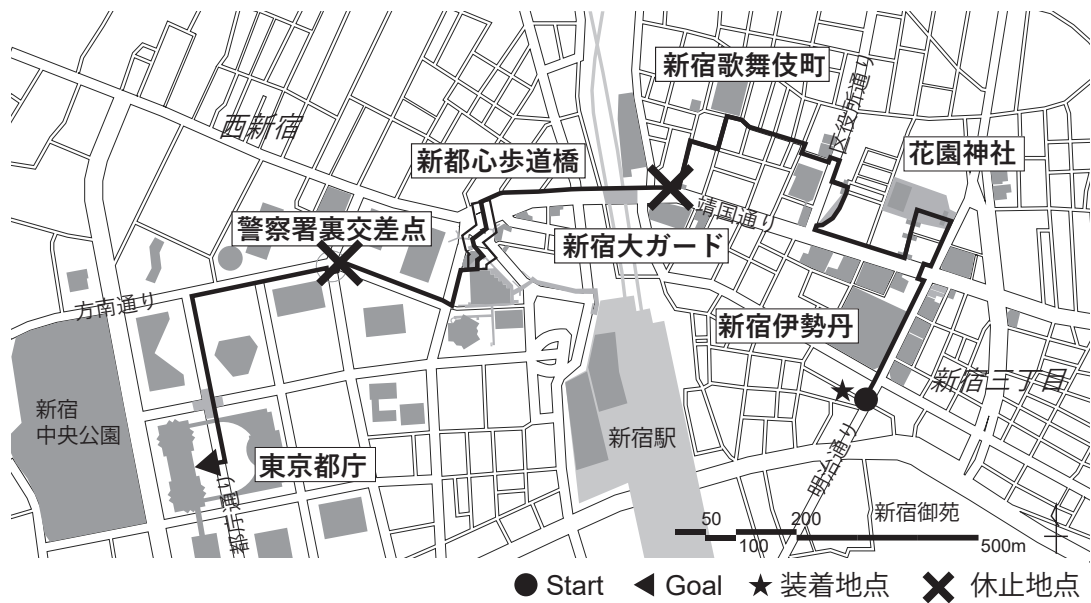 新宿歌舞伎町
区役所通り
西新宿
新都心歩道橋
花園神社
靖国通り
警察署裏交差点
新宿大ガード
方南通り
新宿伊勢丹
新宿三丁目
新宿
中央公園
新宿駅
東京都庁
都庁通り
明治通り
新宿御苑
50
200
100
500m
Start
Goal
装着地点
休止地点